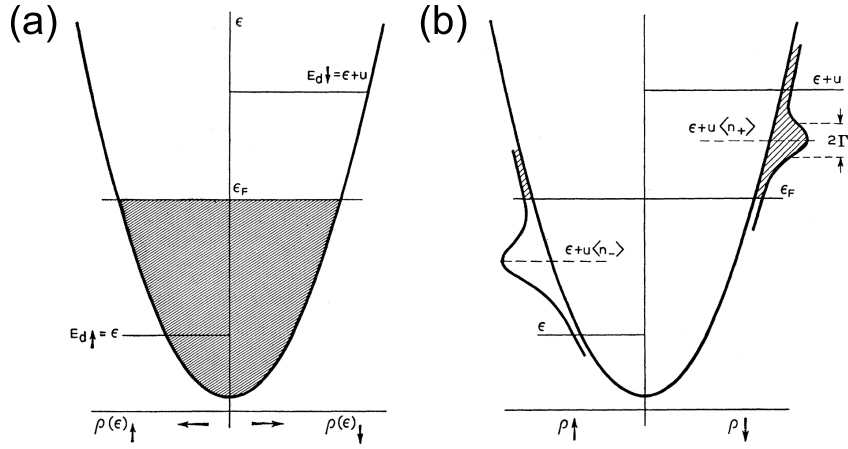 (a)
ϵ
E_d↓ = ϵ+u
ϵ_F
E_d↑ = ϵ
ρ(ϵ)↑
ρ(ϵ)↓
(b)
ϵ+u
ϵ+u⟨n₊⟩
2Γ
ϵ_F
ϵ+u⟨n₋⟩
ϵ
ρ↑
ρ↓